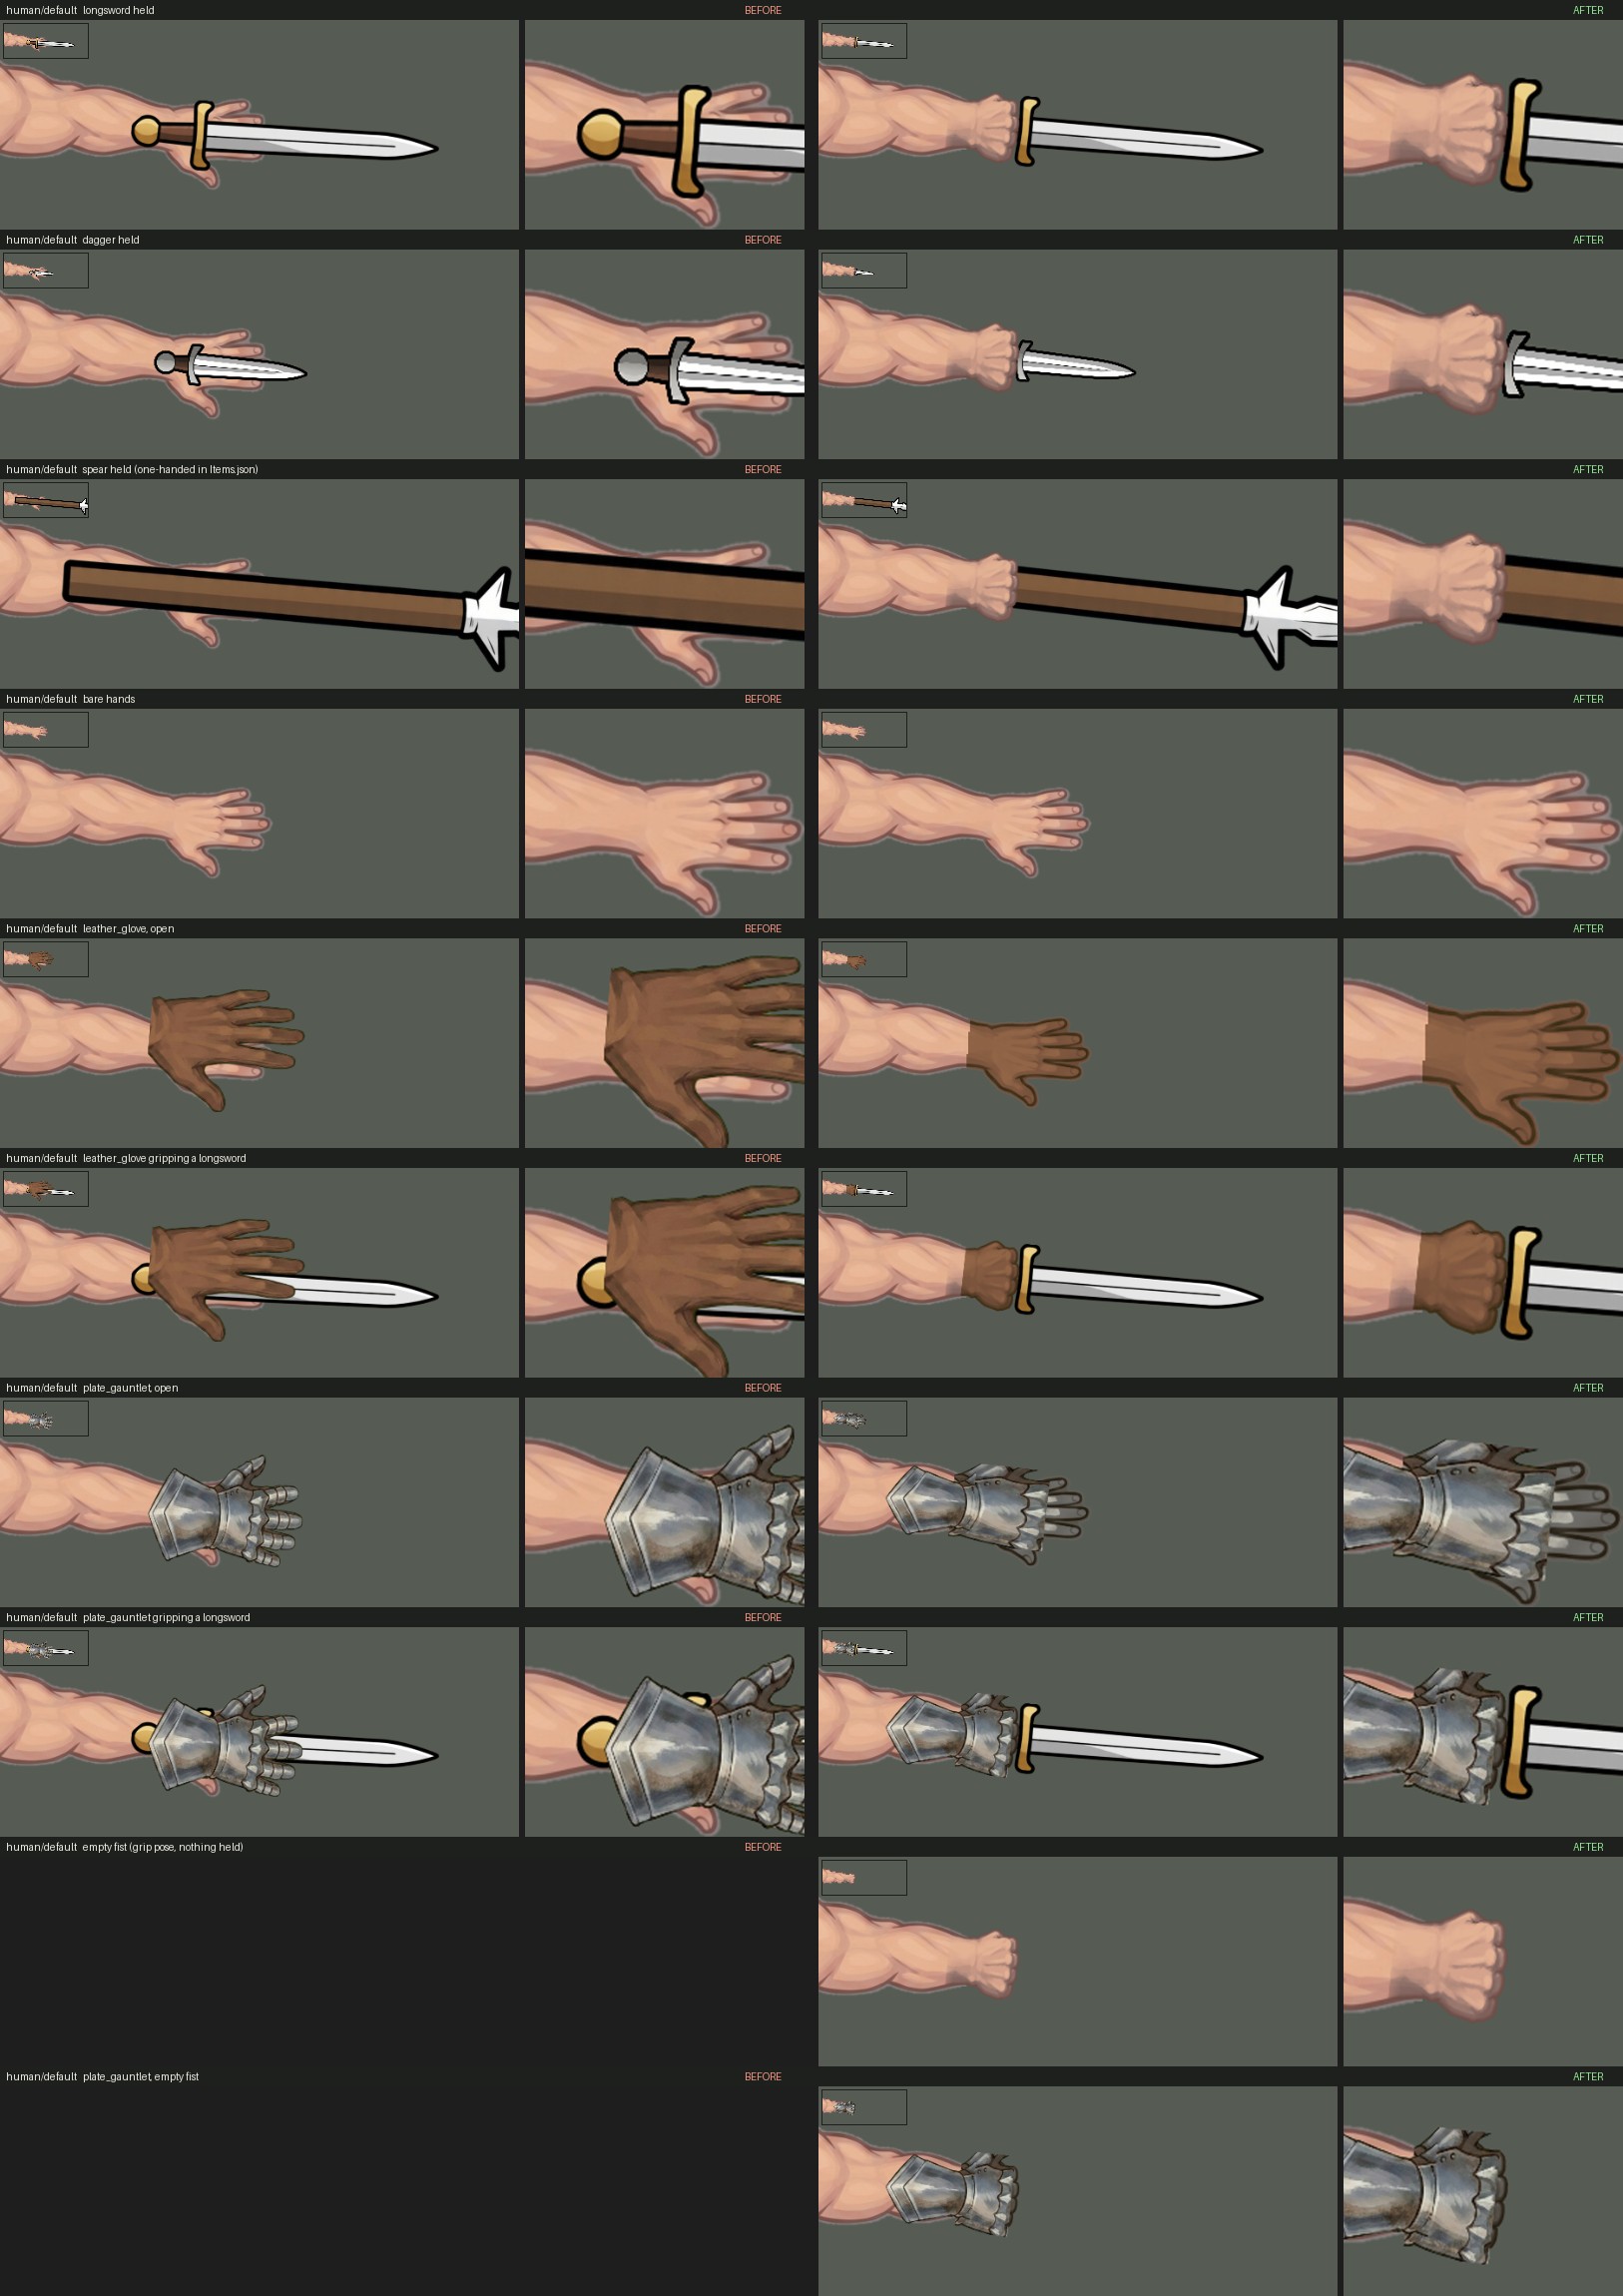 human/default longsword held BEFORE AFTER
human/default dagger held BEFORE AFTER
human/default spear held (one-handed in Items.json) BEFORE AFTER
human/default bare hands BEFORE AFTER
human/default leather_glove, open BEFORE AFTER
human/default leather_glove gripping a longsword BEFORE AFTER
human/default plate_gauntlet, open BEFORE AFTER
human/default plate_gauntlet gripping a longsword BEFORE AFTER
human/default empty fist (grip pose, nothing held) BEFORE AFTER
human/default plate_gauntlet, empty fist BEFORE AFTER